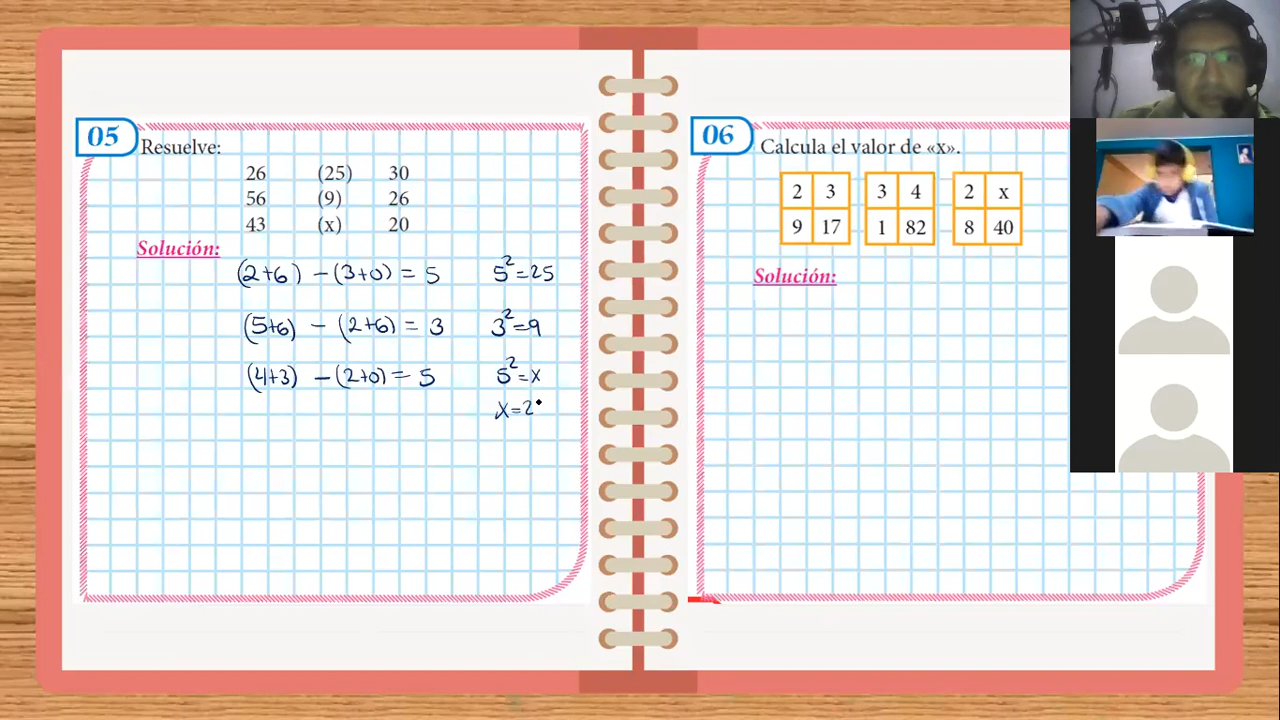 05 Resuelve:
26 (25) 30
56 (9) 26
43 (x) 20
Solución:
(2+6) - (3+0) = 5 5²=25
(5+6) - (2+6) = 3 3²=9
(4+3) - (2+0) = 5 5²=x
x=2
06 Calcula el valor de «x».
2 3 3 4 2 x
9 17 1 82 8 40
Solución: